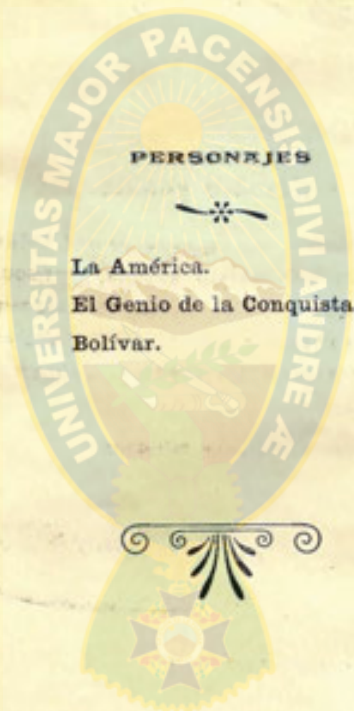 UNIVERSITAS MAJOR PACENSIS DIVI ANDRE Æ
PERSONAJES
La América.
El Genio de la Conquista
Bolívar.